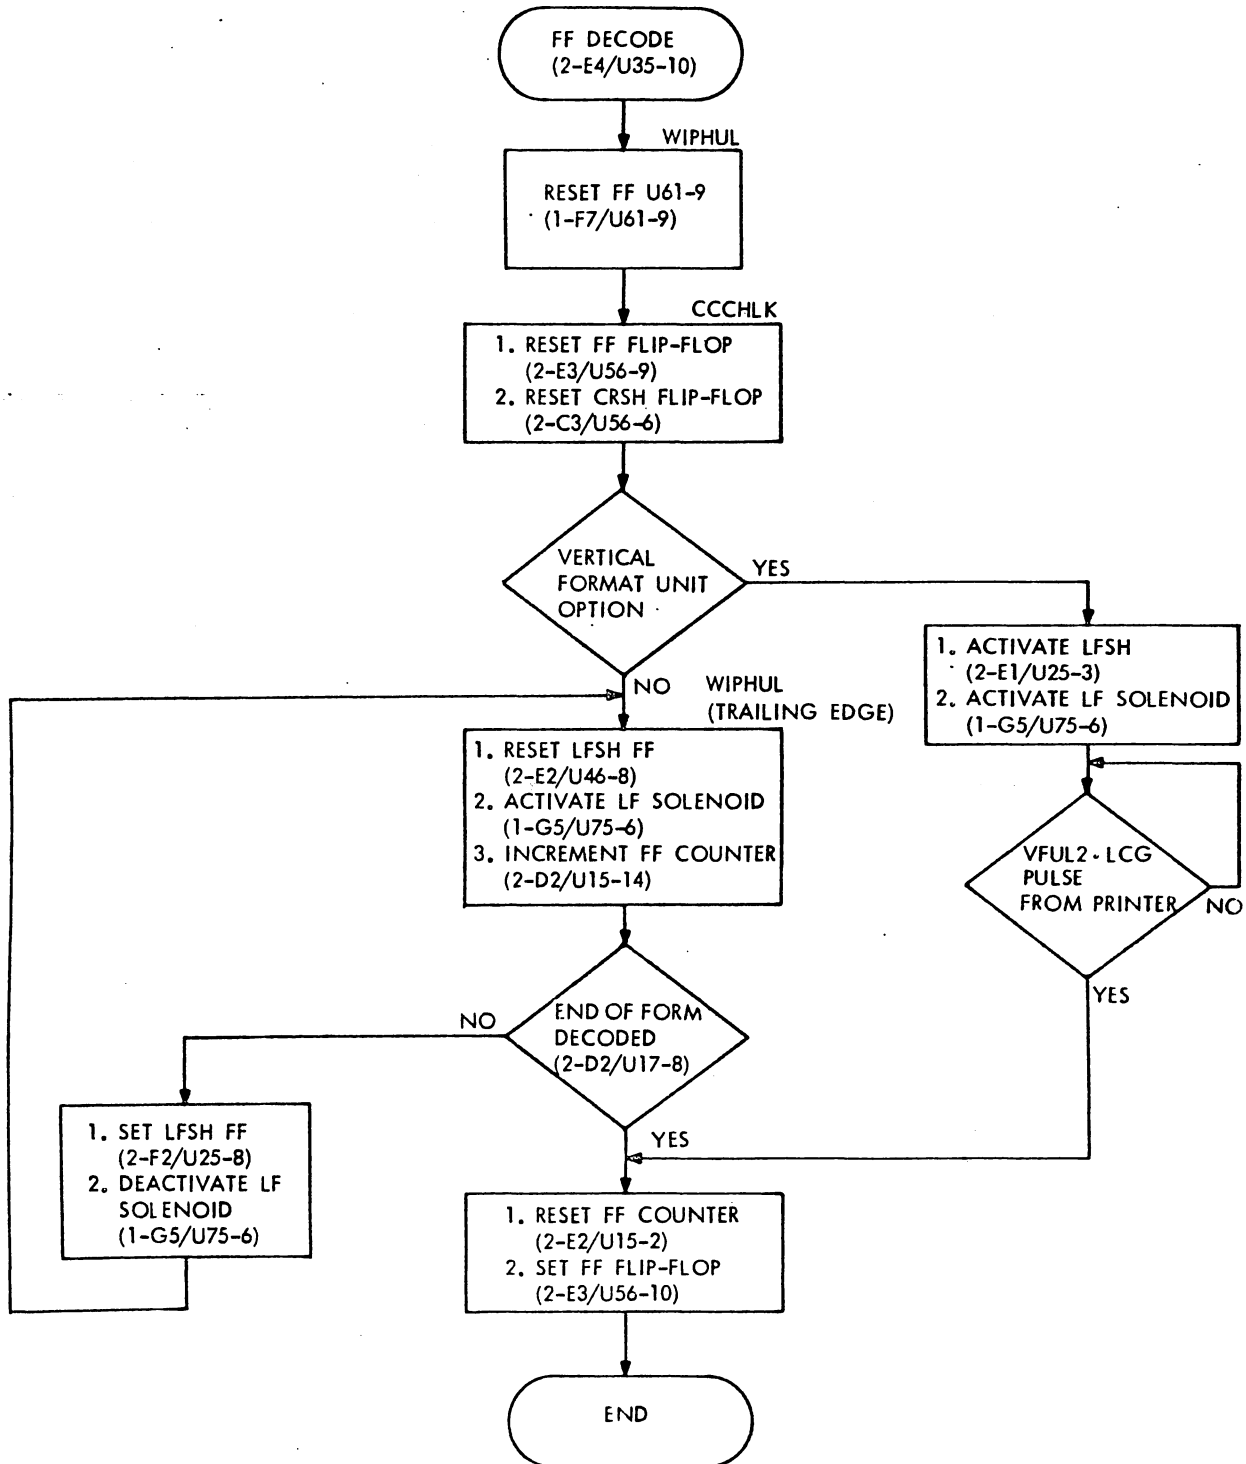 FF DECODE
(2-E4/U35-10)
WIPHUL
RESET FF U61-9
(1-F7/U61-9)
CCCHLK
1. RESET FF FLIP-FLOP
(2-E3/U56-9)
2. RESET CRSH FLIP-FLOP
(2-C3/U56-6)
VERTICAL
FORMAT UNIT
OPTION
YES
1. ACTIVATE LFSH
(2-E1/U25-3)
2. ACTIVATE LF SOLENOID
(1-G5/U75-6)
NO
WIPHUL
(TRAILING EDGE)
1. RESET LFSH FF
(2-E2/U46-8)
2. ACTIVATE LF SOLENOID
(1-G5/U75-6)
3. INCREMENT FF COUNTER
(2-D2/U15-14)
VFUL2·LCG
PULSE
FROM PRINTER
NO
YES
END OF FORM
DECODED
(2-D2/U17-8)
NO
YES
1. SET LFSH FF
(2-F2/U25-8)
2. DEACTIVATE LF
SOLENOID
(1-G5/U75-6)
1. RESET FF COUNTER
(2-E2/U15-2)
2. SET FF FLIP-FLOP
(2-E3/U56-10)
END